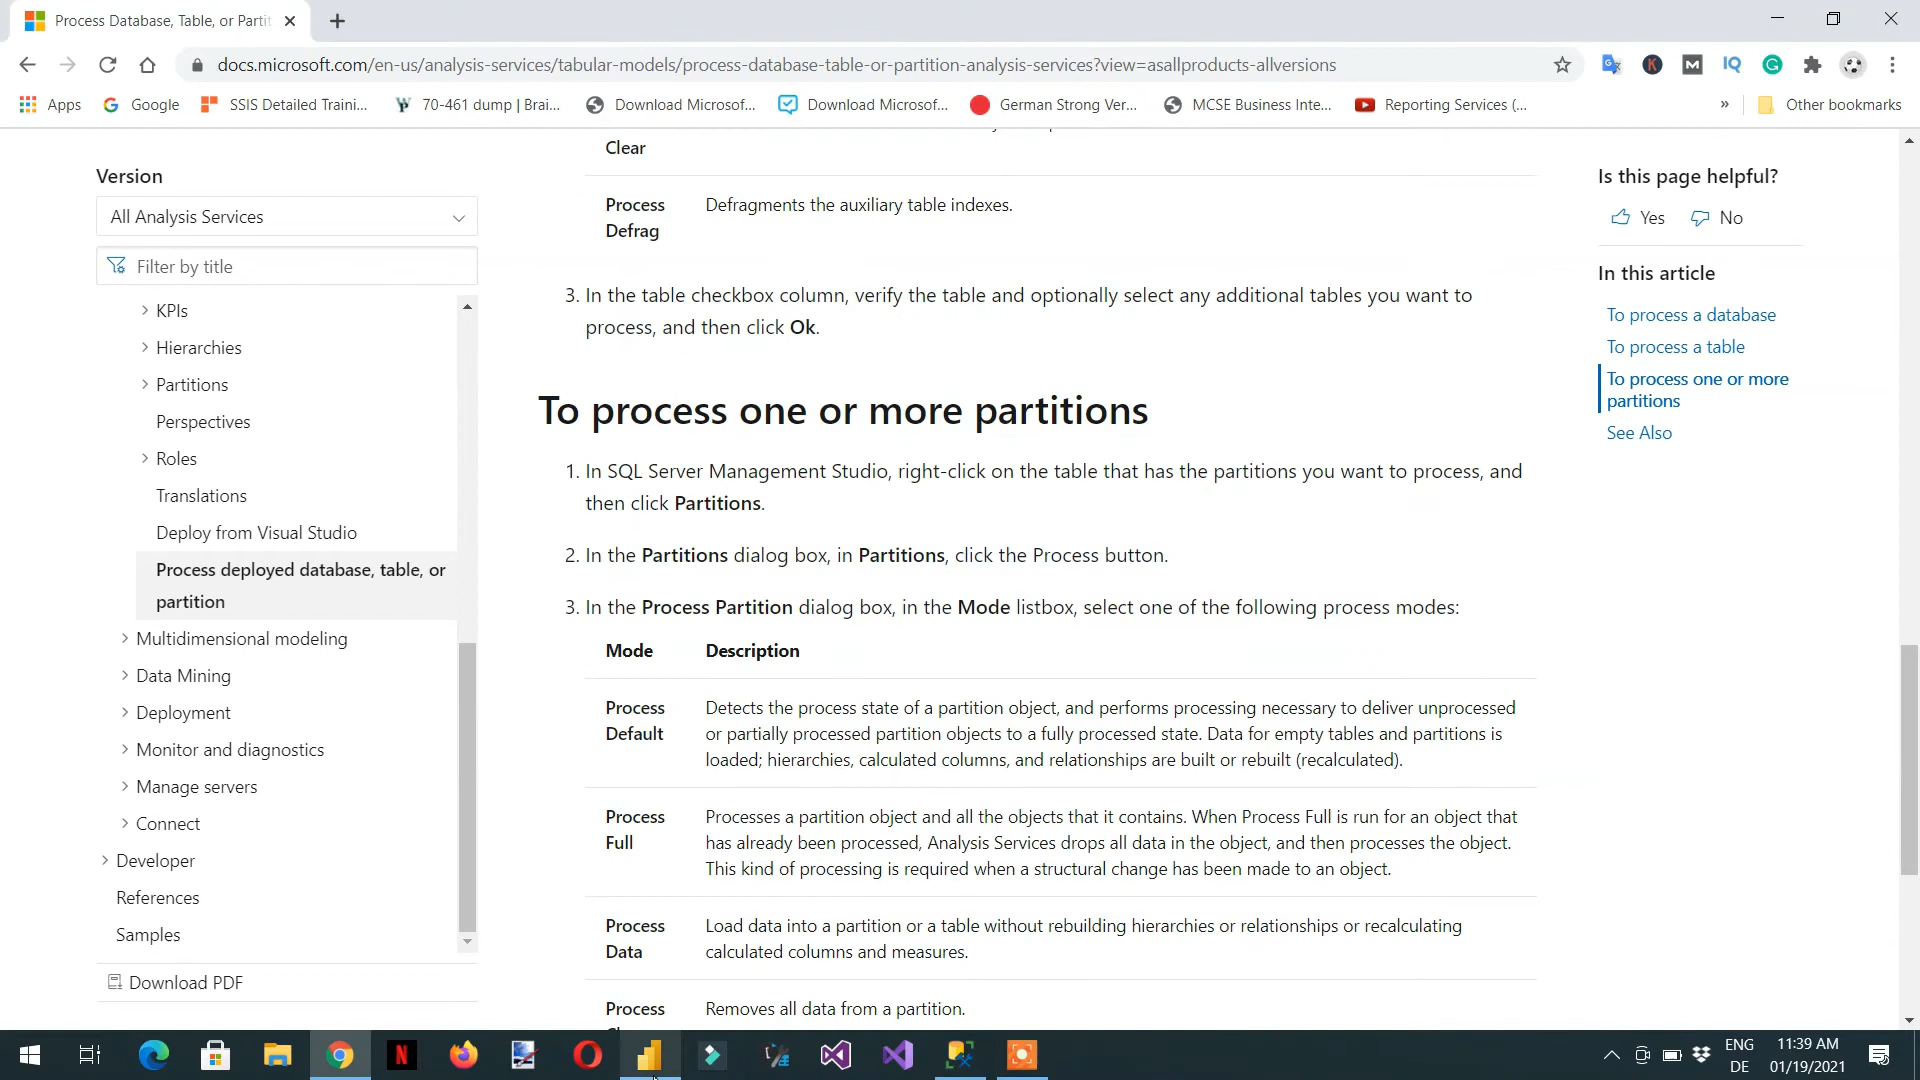 Process Database, Table, or Partit
docs.microsoft.com/en-us/analysis-services/tabular-models/process-database-table-or-partition-analysis-services?view=asallproducts-allversions
Apps
Google
SSIS Detailed Traini...
70-461 dump | Brai...
Download Microsof...
Download Microsof...
German Strong Ver...
MCSE Business Inte...
Reporting Services (...
»
Other bookmarks
Version
All Analysis Services
Filter by title
KPIs
Hierarchies
Partitions
Perspectives
Roles
Translations
Deploy from Visual Studio
Process deployed database, table, or
partition
Multidimensional modeling
Data Mining
Deployment
Monitor and diagnostics
Manage servers
Connect
Developer
References
Samples
Download PDF
Clear
Process
Defrag
Defragments the auxiliary table indexes.
3. In the table checkbox column, verify the table and optionally select any additional tables you want to
process, and then click Ok.
To process one or more partitions
1. In SQL Server Management Studio, right-click on the table that has the partitions you want to process, and
then click Partitions.
2. In the Partitions dialog box, in Partitions, click the Process button.
3. In the Process Partition dialog box, in the Mode listbox, select one of the following process modes:
Mode Description
Process
Default
Detects the process state of a partition object, and performs processing necessary to deliver unprocessed
or partially processed partition objects to a fully processed state. Data for empty tables and partitions is
loaded; hierarchies, calculated columns, and relationships are built or rebuilt (recalculated).
Process
Full
Processes a partition object and all the objects that it contains. When Process Full is run for an object that
has already been processed, Analysis Services drops all data in the object, and then processes the object.
This kind of processing is required when a structural change has been made to an object.
Process
Data
Load data into a partition or a table without rebuilding hierarchies or relationships or recalculating
calculated columns and measures.
Process
Removes all data from a partition.
Is this page helpful?
Yes No
In this article
To process a database
To process a table
To process one or more
partitions
See Also
ENG
DE
11:39 AM
01/19/2021